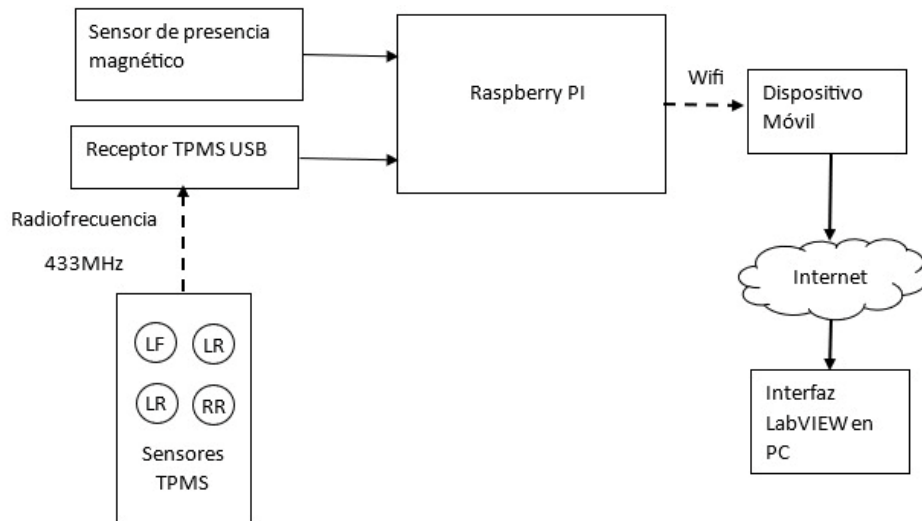 Sensor de presencia
magnético
Raspberry PI
Wifi
Dispositivo
Móvil
Receptor TPMS USB
Radiofrecuencia
433MHz
LF
LR
LR
RR
Sensores
TPMS
Internet
Interfaz
LabVIEW en
PC